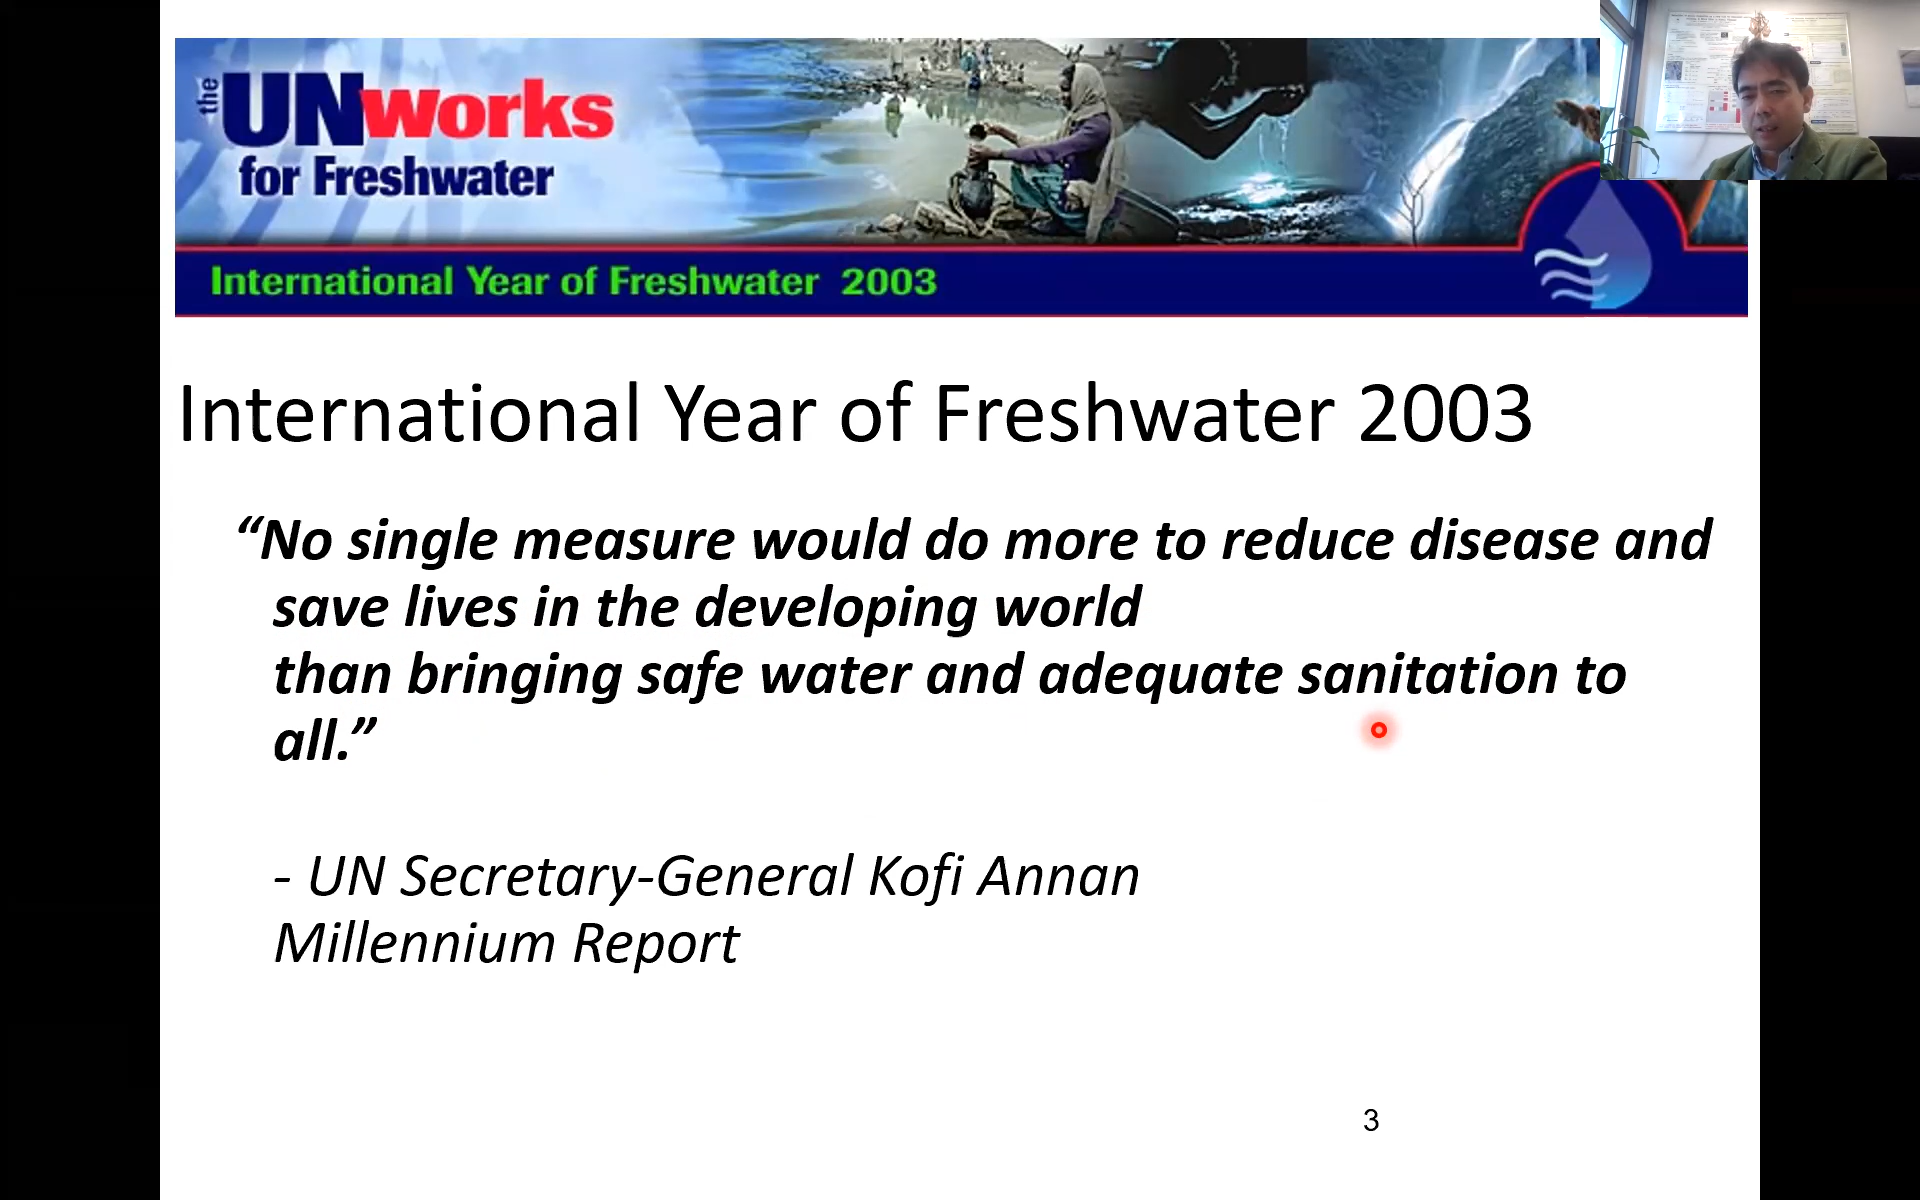 the UNworks
for Freshwater
International Year of Freshwater 2003
International Year of Freshwater 2003
“No single measure would do more to reduce disease and
save lives in the developing world
than bringing safe water and adequate sanitation to
all.”
- UN Secretary-General Kofi Annan
Millennium Report
3